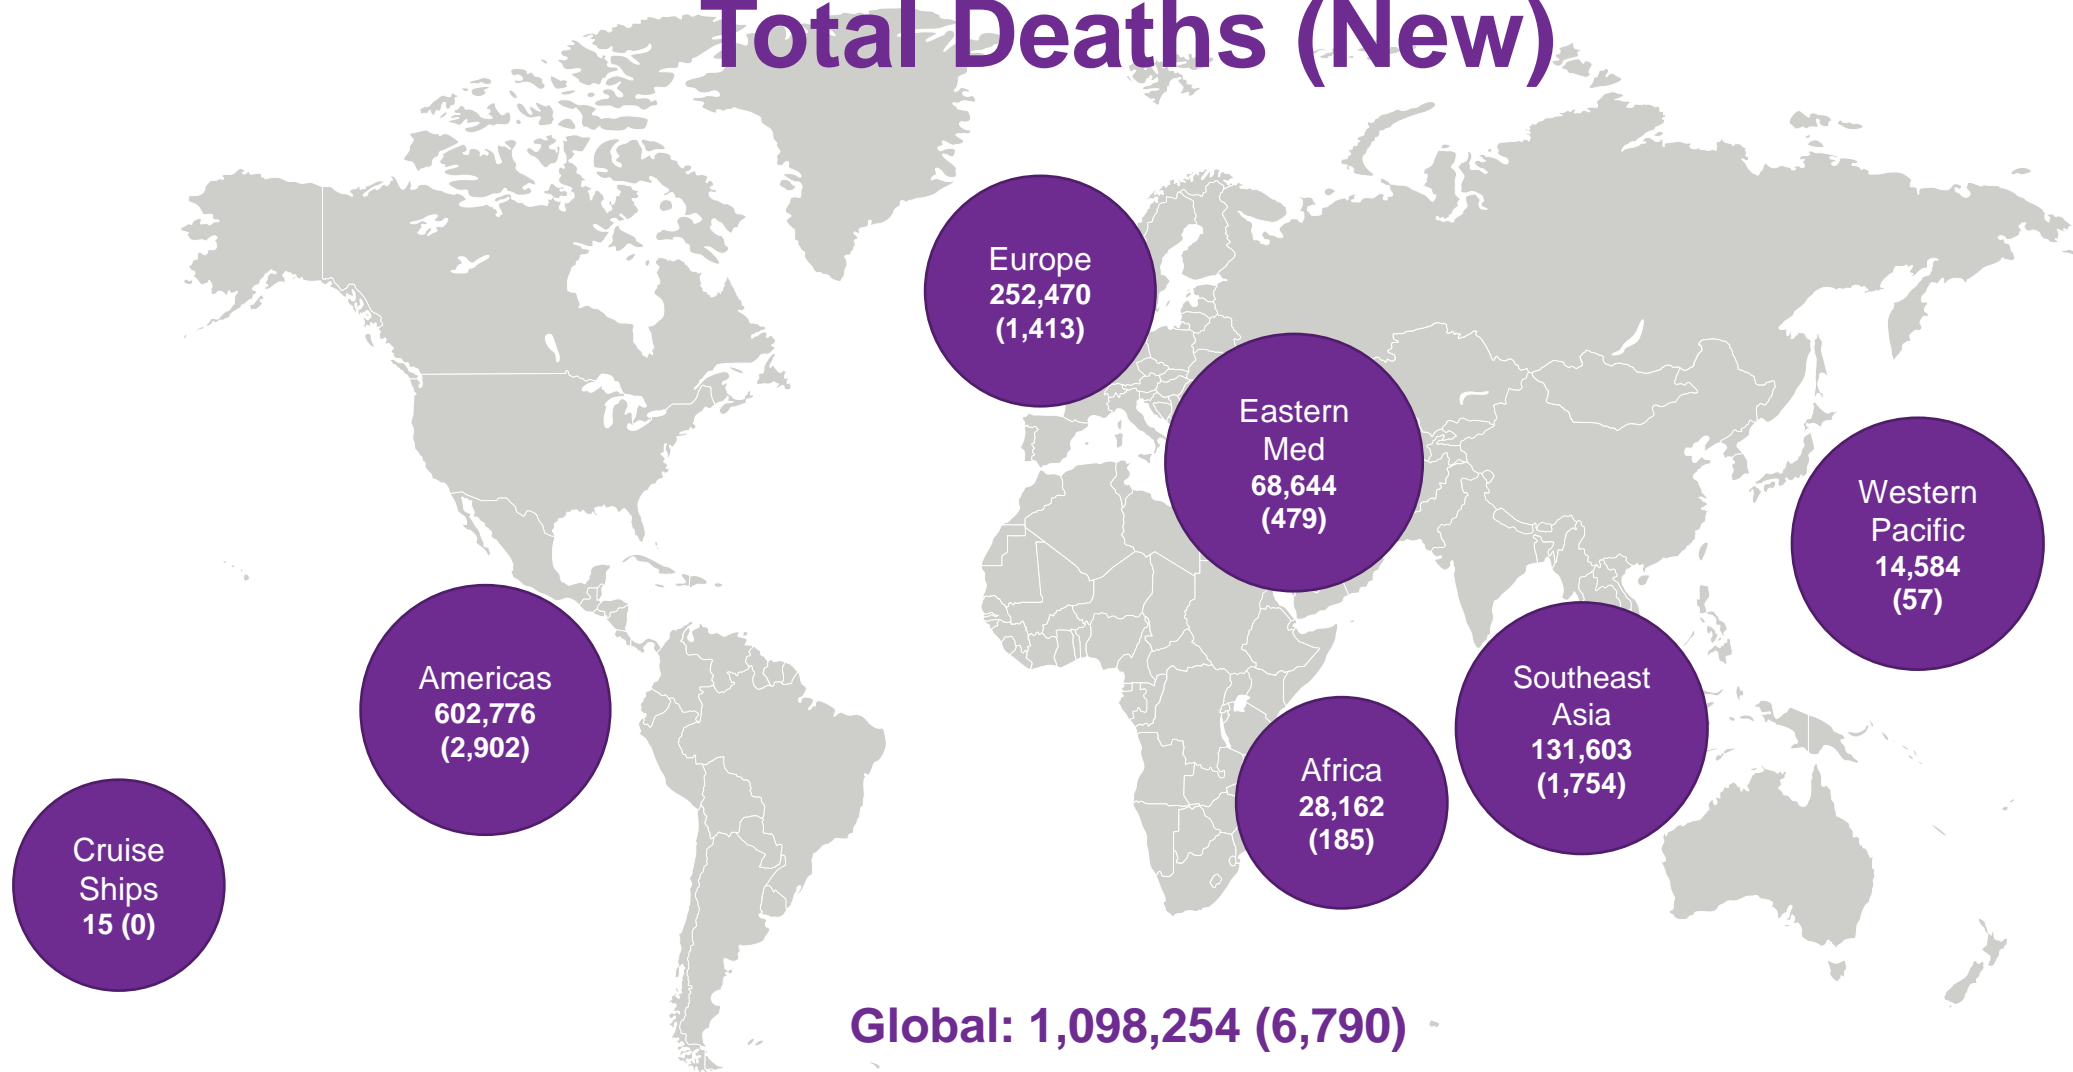 Total Deaths (New)
Europe
252,470
(1,413)
Eastern
Med
68,644
(479)
Western
Pacific
14,584
(57)
Americas
602,776
(2,902)
Southeast
Asia
131,603
(1,754)
Africa
28,162
(185)
Cruise
Ships
15 (0)
Global: 1,098,254 (6,790)